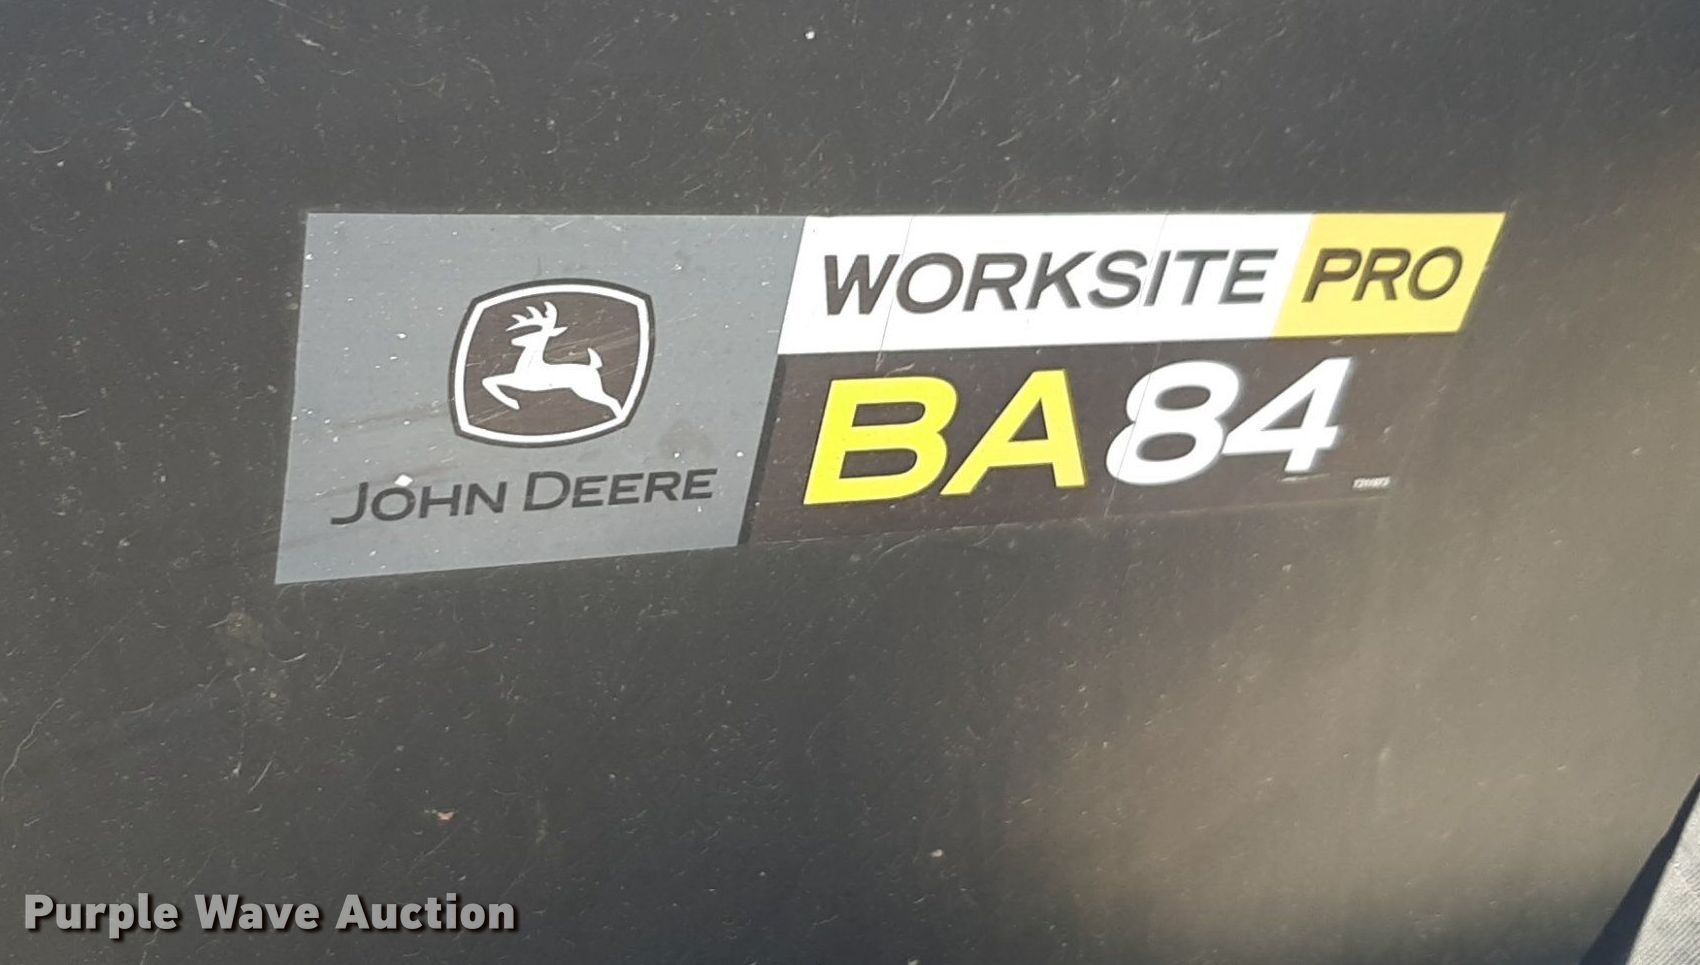 WORKSITE PRO
BA84
JOHN DEERE
Purple Wave Auction